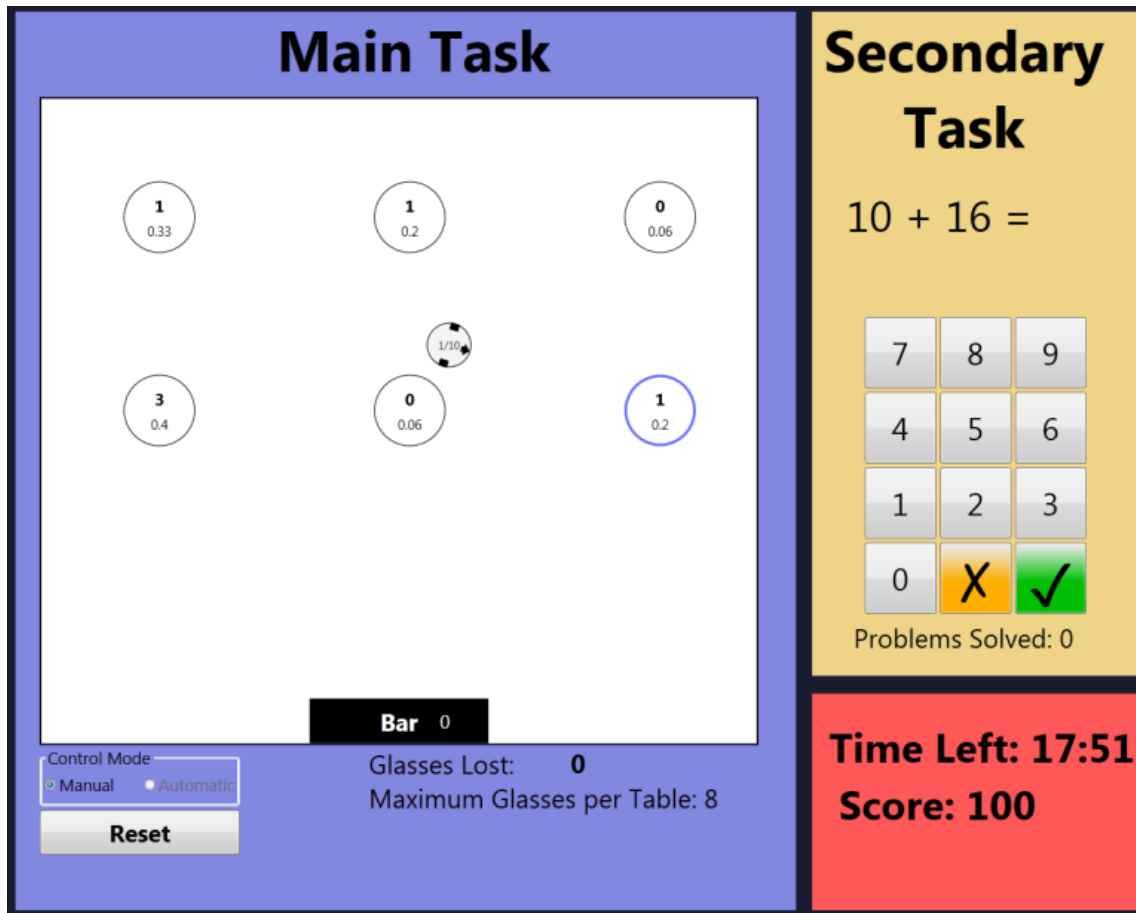 Main Task
1
0.33
1
0.2
0
0.06
1/10
3
0.4
0
0.06
1
0.2
Bar 0
Control Mode
Manual Automatic
Reset
Glasses Lost: 0
Maximum Glasses per Table: 8
Secondary
Task
10 + 16 =
7 8 9
4 5 6
1 2 3
0 ✗ ✓
Problems Solved: 0
Time Left: 17:51
Score: 100